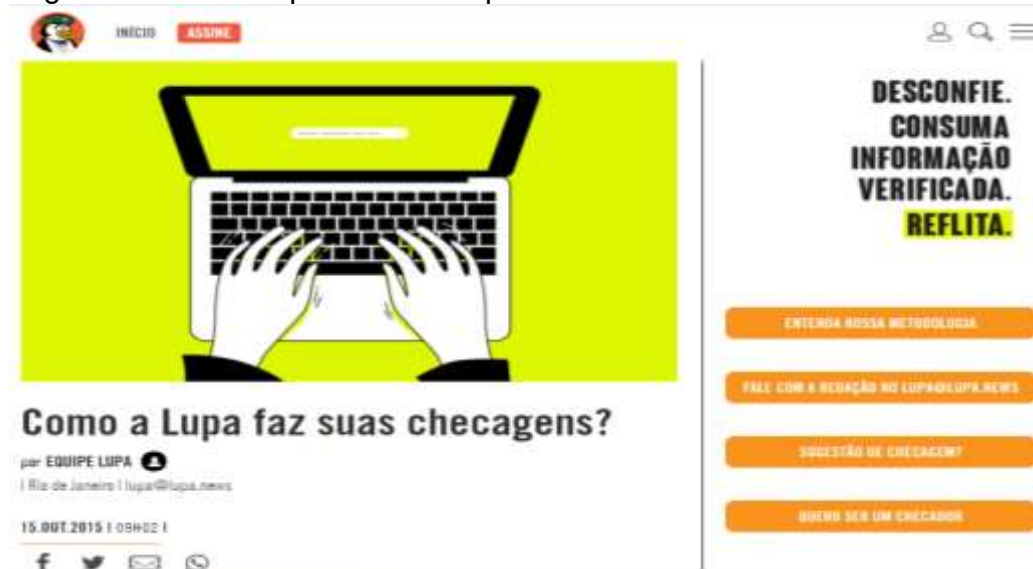 INÍCIO
ASSINE
Como a Lupa faz suas checagens?
por EQUIPE LUPA
| Rio de Janeiro | lupa@lupa.news
15.OUT.2015 | 09H02 |
DESCONFIE.
CONSUMA
INFORMAÇÃO
VERIFICADA.
REFLITA.
ENTENDA NOSSA METODOLOGIA
FALE COM A REDAÇÃO NO LUPA@LUPA.NEWS
SUGESTÃO DE CHECAGEM?
QUERO SER UM CHECADOR